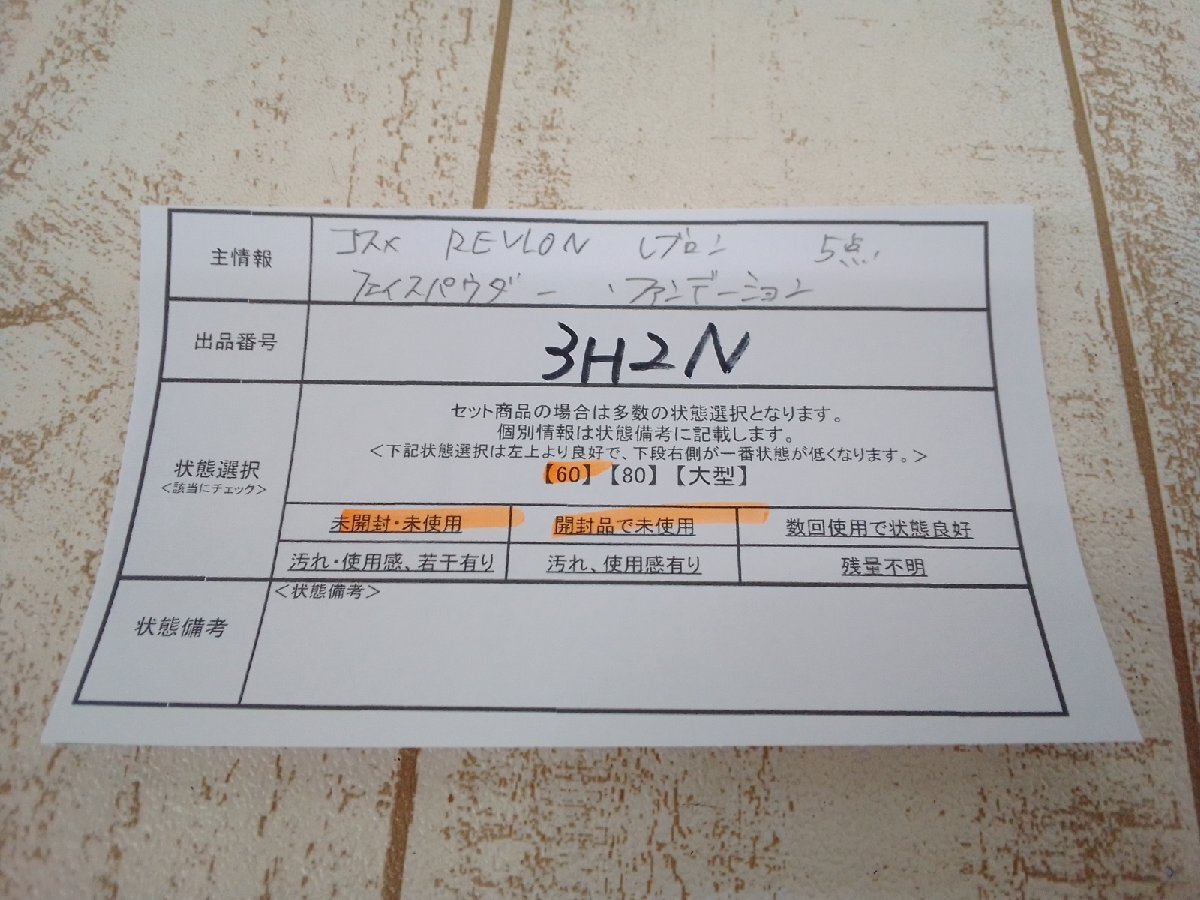 主情報
コスメ REVLON レブロン 5点
フェイスパウダー、ファンデーション
出品番号
3H2N
状態選択
<該当にチェック>
セット商品の場合は多数の状態選択となります。
個別情報は状態備考に記載します。
<下記状態選択は左上より良好で、下段右側が一番状態が低くなります。>
【60】【80】【大型】
未開封・未使用 開封品で未使用 数回使用で状態良好
汚れ・使用感、若干有り 汚れ、使用感有り 残量不明
状態備考
<状態備考>